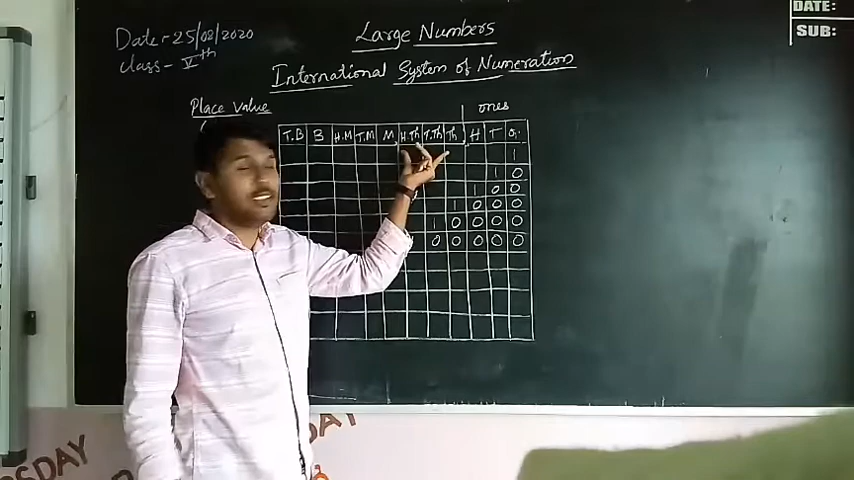 DATE:
SUB:
Date - 25/02/2020
Large Numbers
class - Vth
International System of Numeration
Place Value
ones
T.B B H.M T.M M H.Th T.Th Th H T O
1
1 0
1 0 0
1 0 0 0
1 0 0 0 0
0 0 0 0 0